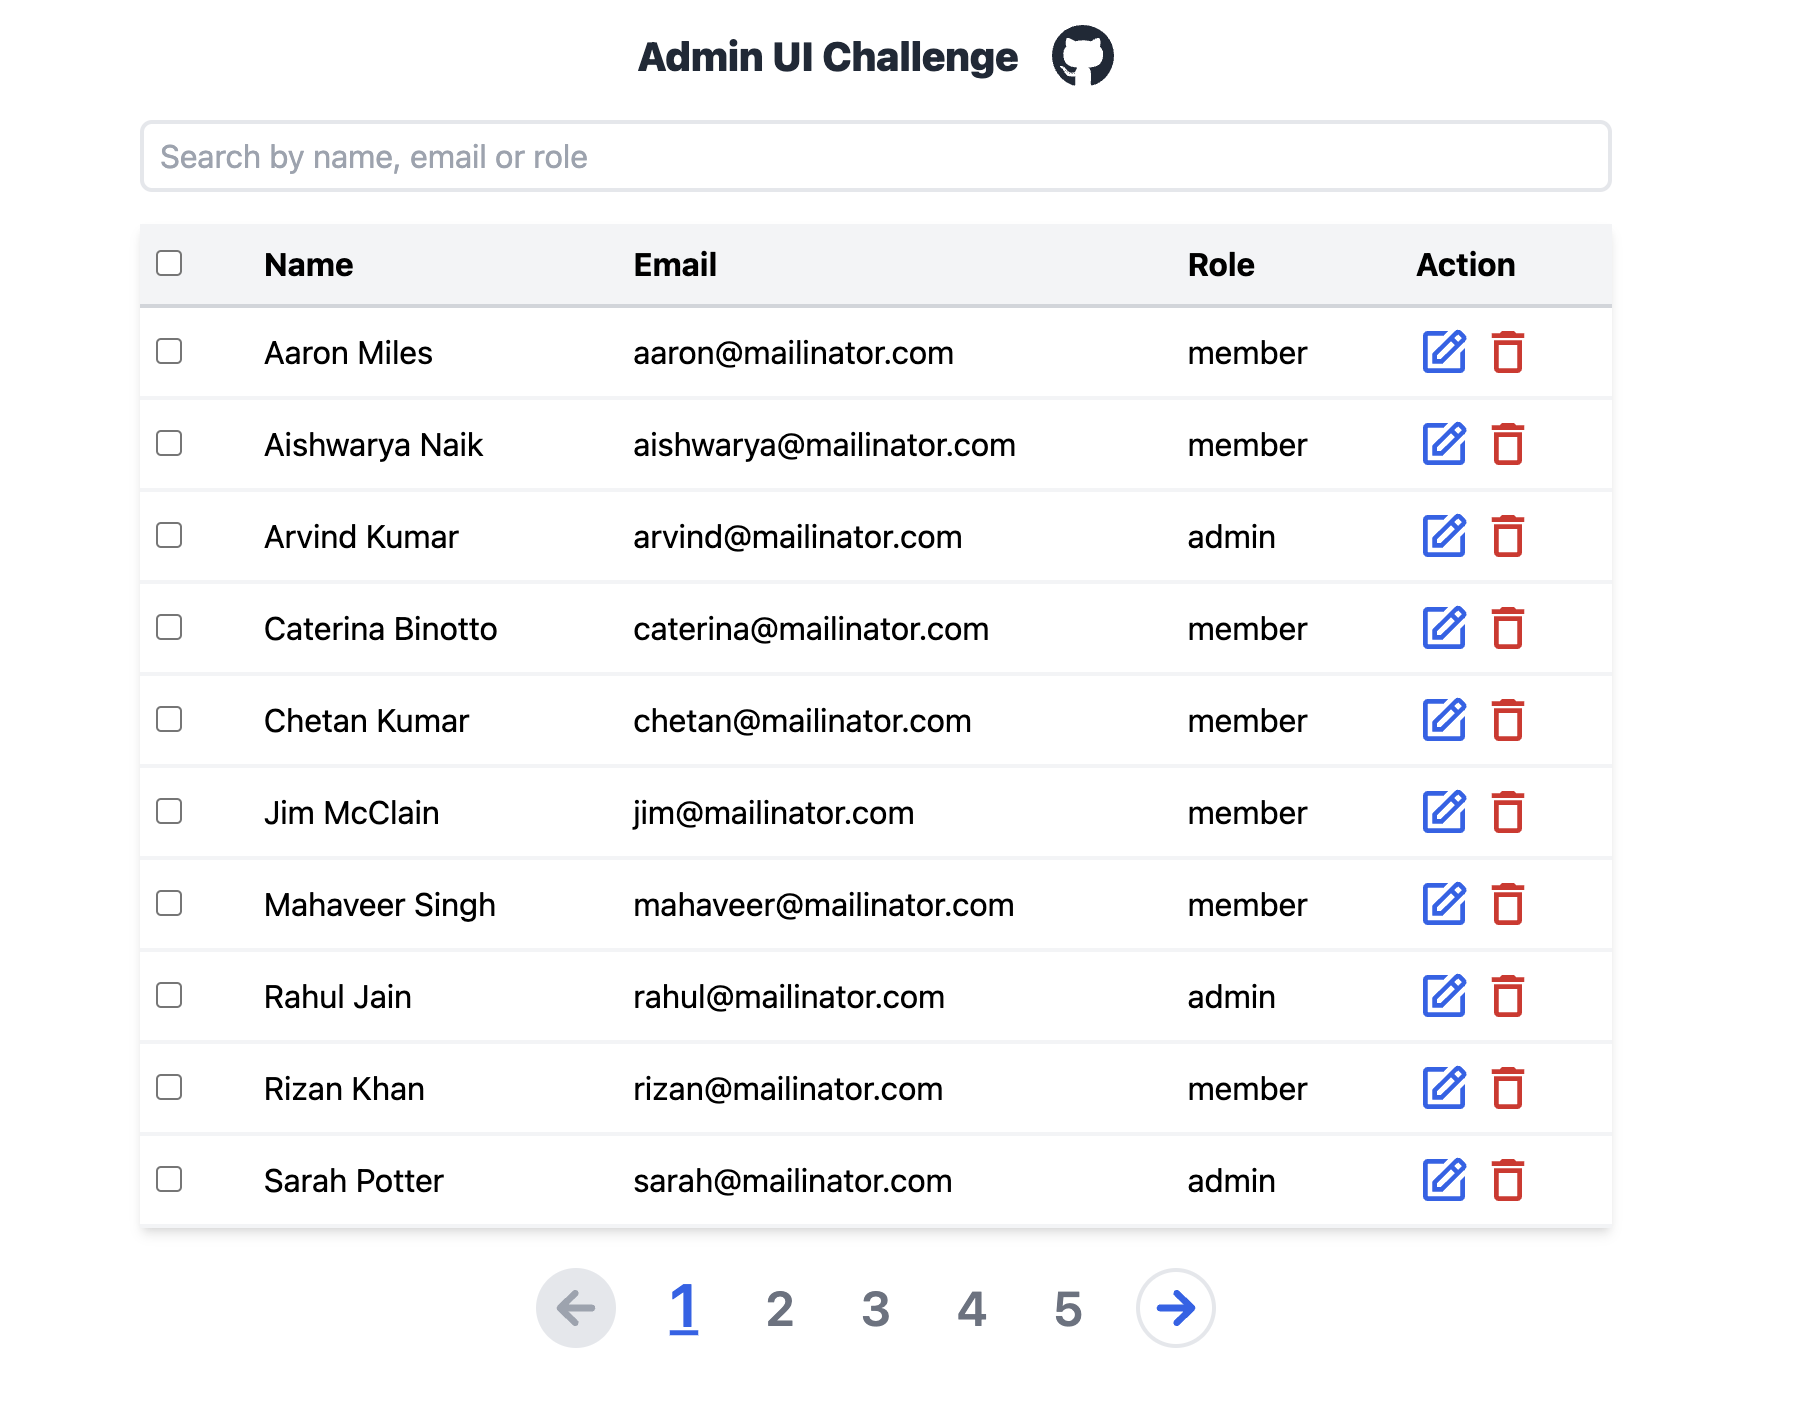 Admin UI Challenge
Search by name, email or role
Name Email Role Action
Aaron Miles aaron@mailinator.com member
Aishwarya Naik aishwarya@mailinator.com member
Arvind Kumar arvind@mailinator.com admin
Caterina Binotto caterina@mailinator.com member
Chetan Kumar chetan@mailinator.com member
Jim McClain jim@mailinator.com member
Mahaveer Singh mahaveer@mailinator.com member
Rahul Jain rahul@mailinator.com admin
Rizan Khan rizan@mailinator.com member
Sarah Potter sarah@mailinator.com admin
1 2 3 4 5